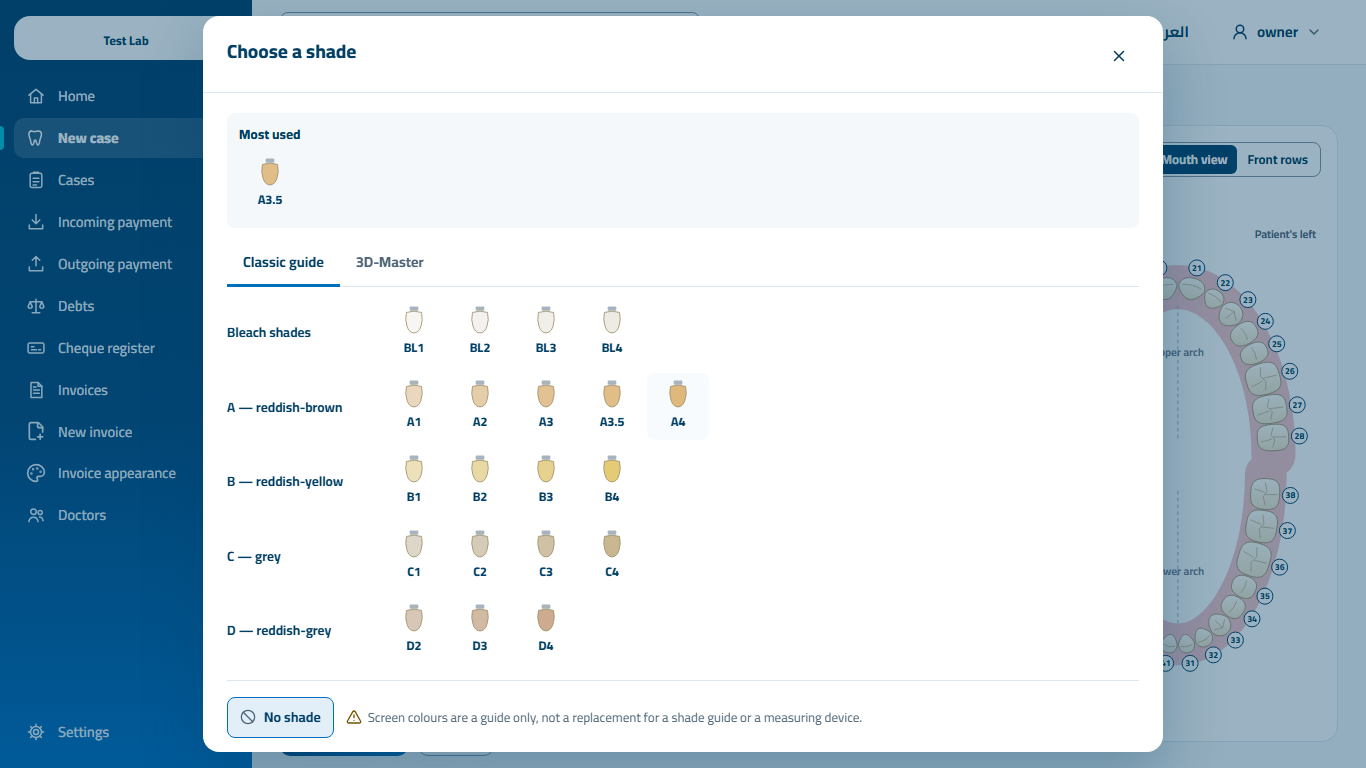 Test Lab
العر
owner
Home
New case
Cases
Incoming payment
Outgoing payment
Debts
Cheque register
Invoices
New invoice
Invoice appearance
Doctors
Settings
Choose a shade
Most used
A3.5
Classic guide
3D-Master
Bleach shades
BL1 BL2 BL3 BL4
A — reddish-brown
A1 A2 A3 A3.5 A4
B — reddish-yellow
B1 B2 B3 B4
C — grey
C1 C2 C3 C4
D — reddish-grey
D2 D3 D4
No shade
Screen colours are a guide only, not a replacement for a shade guide or a measuring device.
Mouth view
Front rows
Patient's left
21
22
23
24
25
pper arch
26
27
28
38
37
36
wer arch
35
34
33
32
31
41